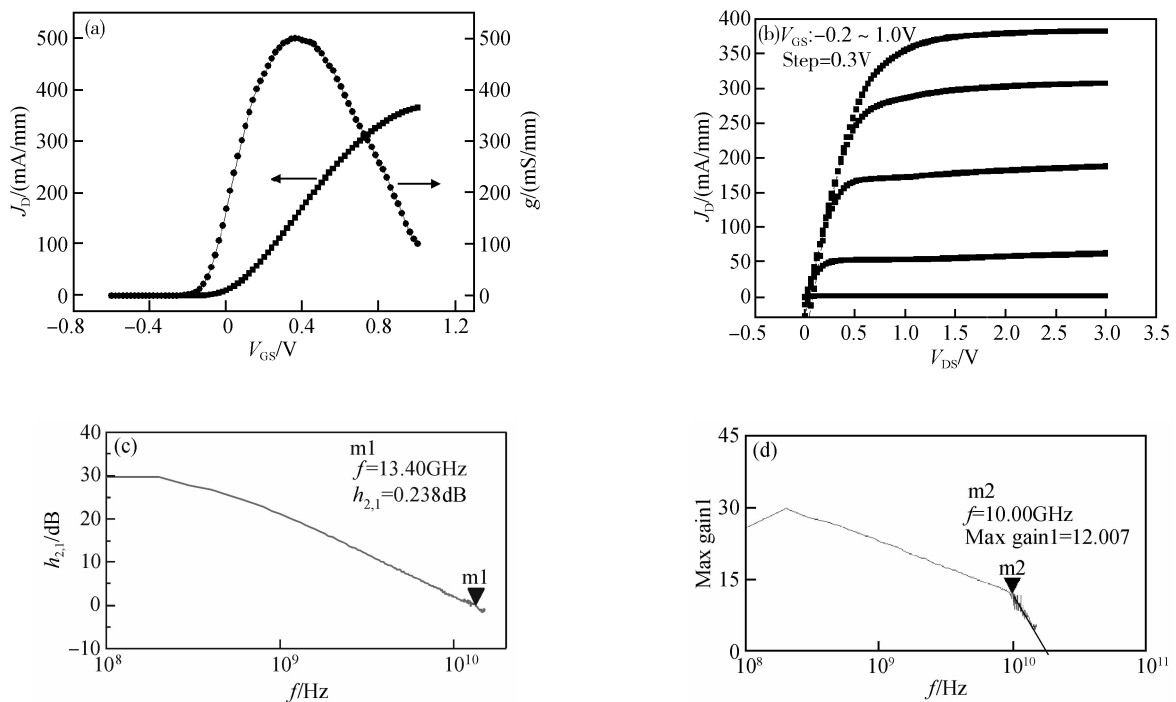 (a)
500
400
300
200
100
0
J_D/(mA/mm)
500
400
300
200
100
0
g/(mS/mm)
−0.8
−0.4
0
0.4
0.8
1.2
V_GS/V
(b) V_GS:−0.2 ~ 1.0V
Step=0.3V
400
350
300
250
200
150
100
50
0
J_D/(mA/mm)
−0.5
0
0.5
1.0
1.5
2.0
2.5
3.0
3.5
V_DS/V
(c)
m1
f=13.40GHz
h_2,1=0.238dB
m1
40
30
20
10
0
−10
h_2,1/dB
10^8
10^9
10^10
f/Hz
(d)
m2
f=10.00GHz
Max gain1=12.007
m2
45
30
15
0
Max gain1
10^8
10^9
10^10
10^11
f/Hz